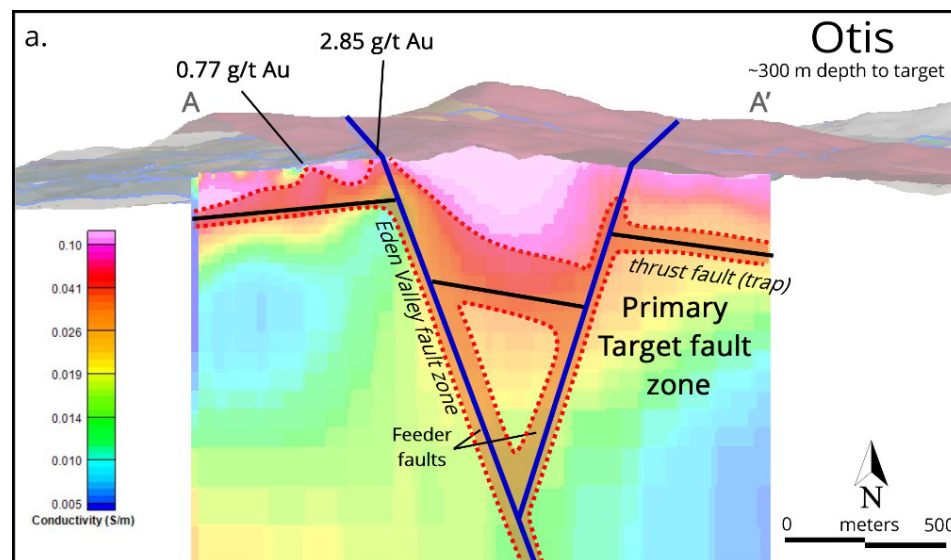 a.
Otis
~300 m depth to target
2.85 g/t Au
0.77 g/t Au
A
A'
Eden Valley fault zone
thrust fault (trap)
Primary
Target fault
zone
Feeder
faults
0.10
0.041
0.026
0.019
0.014
0.010
0.005
Conductivity (S/m)
N
0 meters 500